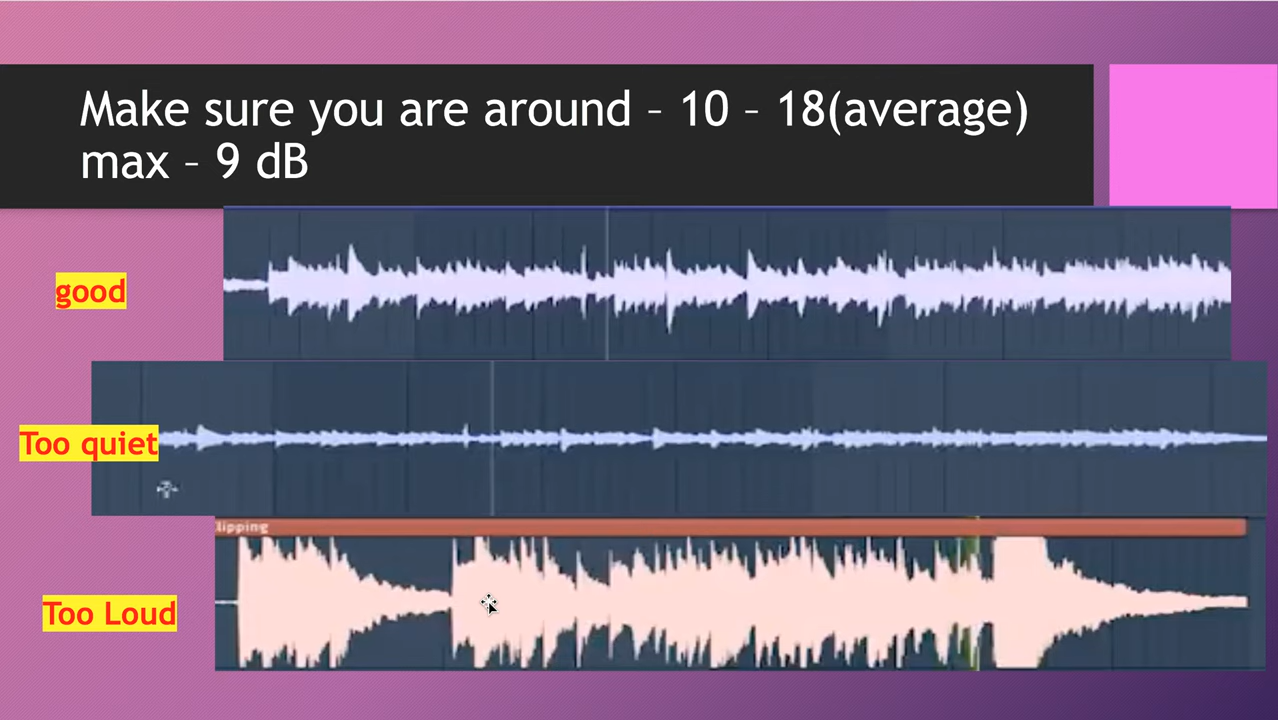 Make sure you are around – 10 – 18(average)
max – 9 dB
good
Too quiet
lipping
Too Loud